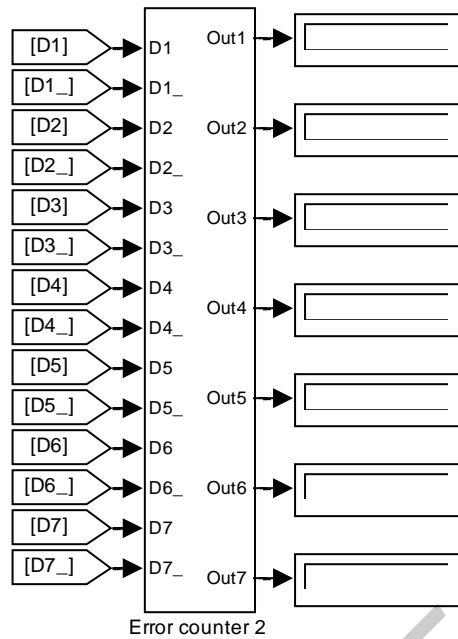 [D1]
[D1_]
[D2]
[D2_]
[D3]
[D3_]
[D4]
[D4_]
[D5]
[D5_]
[D6]
[D6_]
[D7]
[D7_]
D1
D1_
D2
D2_
D3
D3_
D4
D4_
D5
D5_
D6
D6_
D7
D7_
Out1
Out2
Out3
Out4
Out5
Out6
Out7
Error counter 2